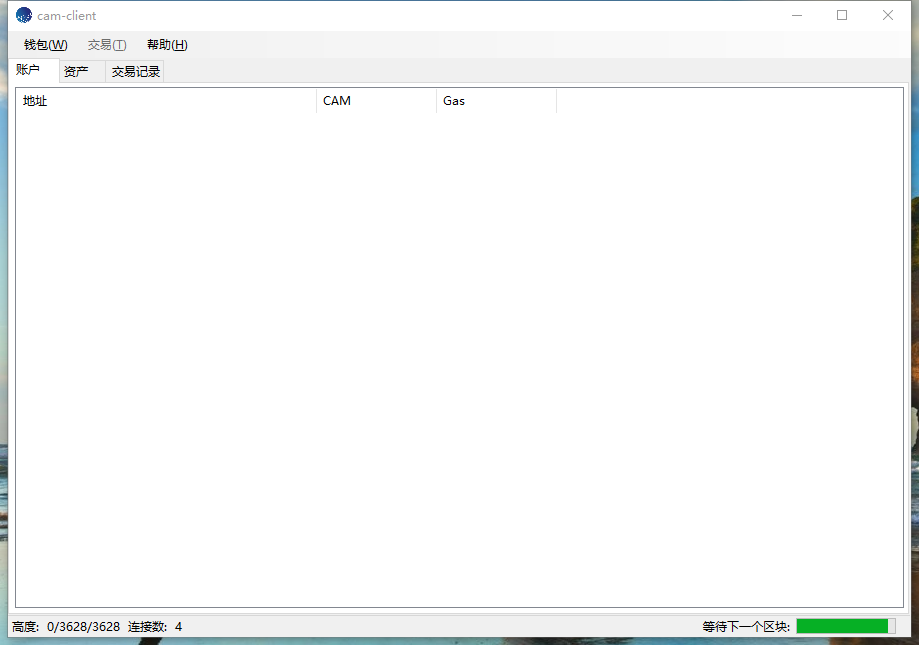 cam-client
钱包(W) 交易(T) 帮助(H)
账户 资产 交易记录
地址 CAM Gas
高度: 0/3628/3628 连接数: 4 等待下一个区块: